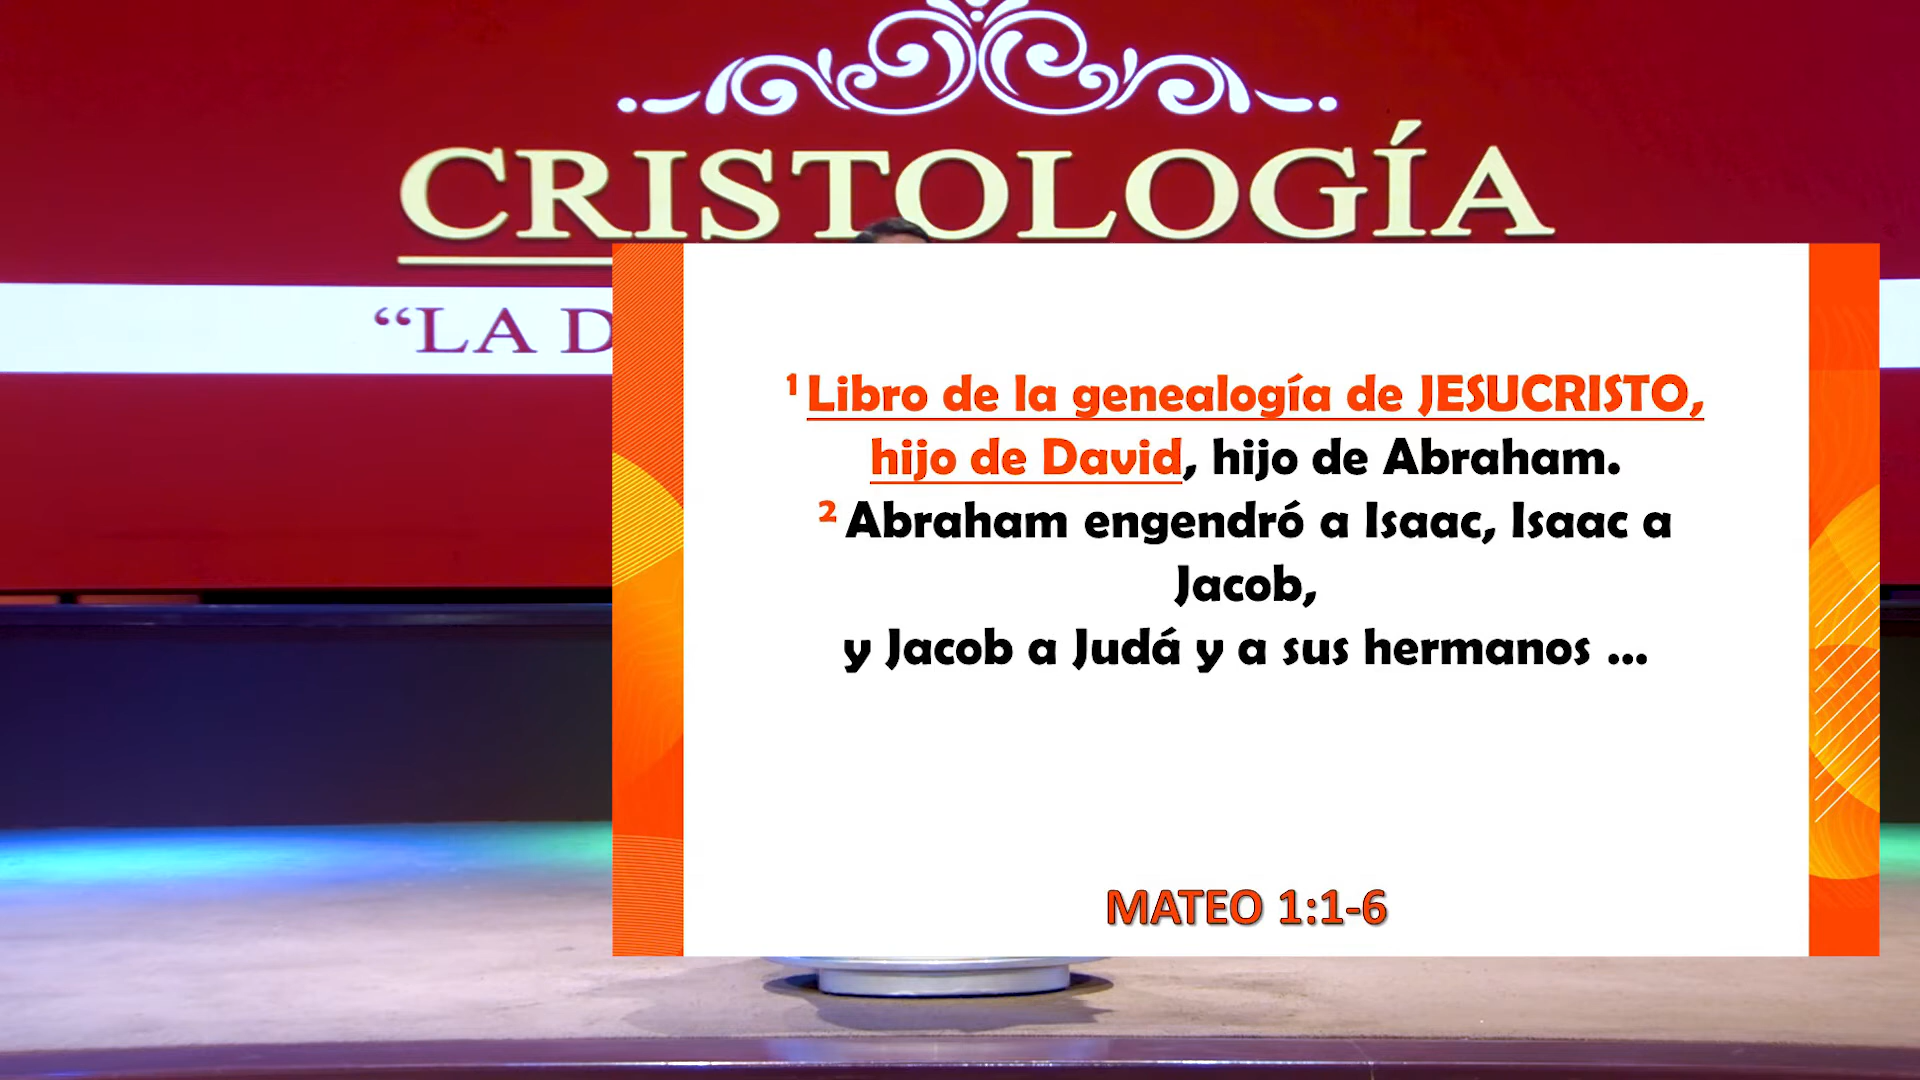 CRISTOLOGÍA
“LA D
¹ Libro de la genealogía de JESUCRISTO,
hijo de David, hijo de Abraham.
² Abraham engendró a Isaac, Isaac a
Jacob,
y Jacob a Judá y a sus hermanos ...
MATEO 1:1-6